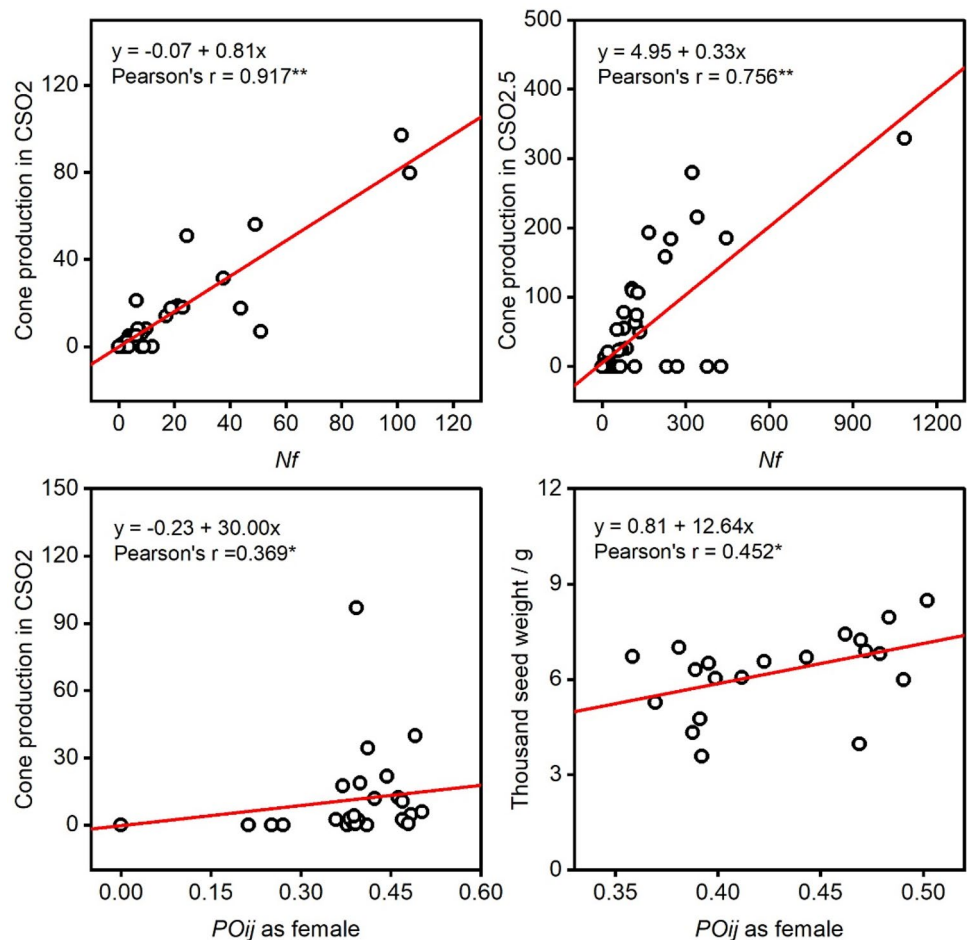 y = -0.07 + 0.81x
Pearson's r = 0.917**
Cone production in CSO2
120
80
40
0
0 20 40 60 80 100 120
Nf
y = 4.95 + 0.33x
Pearson's r = 0.756**
Cone production in CSO2.5
500
400
300
200
100
0
0 300 600 900 1200
Nf
y = -0.23 + 30.00x
Pearson's r =0.369*
Cone production in CSO2
150
120
90
60
30
0
0.00 0.15 0.30 0.45 0.60
POij as female
y = 0.81 + 12.64x
Pearson's r = 0.452*
Thousand seed weight / g
12
9
6
3
0
0.35 0.40 0.45 0.50
POij as female